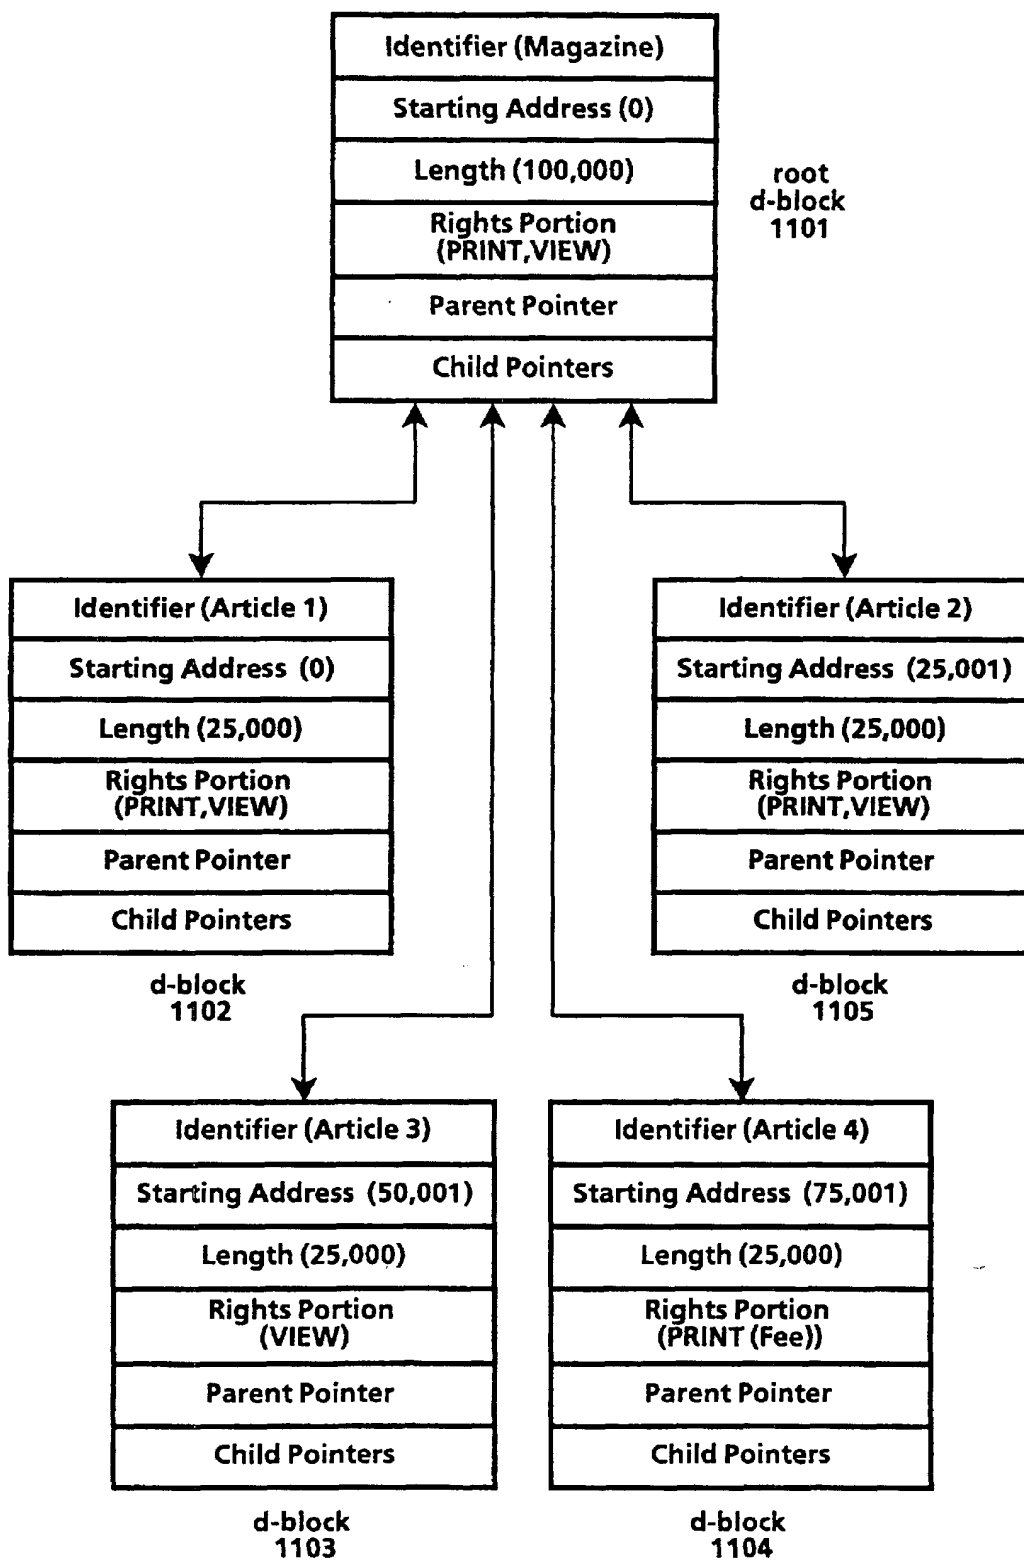 Identifier (Magazine)
Starting Address (0)
Length (100,000)
Rights Portion
(PRINT,VIEW)
Parent Pointer
Child Pointers
root
d-block
1101
Identifier (Article 1)
Starting Address (0)
Length (25,000)
Rights Portion
(PRINT,VIEW)
Parent Pointer
Child Pointers
d-block
1102
Identifier (Article 2)
Starting Address (25,001)
Length (25,000)
Rights Portion
(PRINT,VIEW)
Parent Pointer
Child Pointers
d-block
1105
Identifier (Article 3)
Starting Address (50,001)
Length (25,000)
Rights Portion
(VIEW)
Parent Pointer
Child Pointers
d-block
1103
Identifier (Article 4)
Starting Address (75,001)
Length (25,000)
Rights Portion
(PRINT (Fee))
Parent Pointer
Child Pointers
d-block
1104